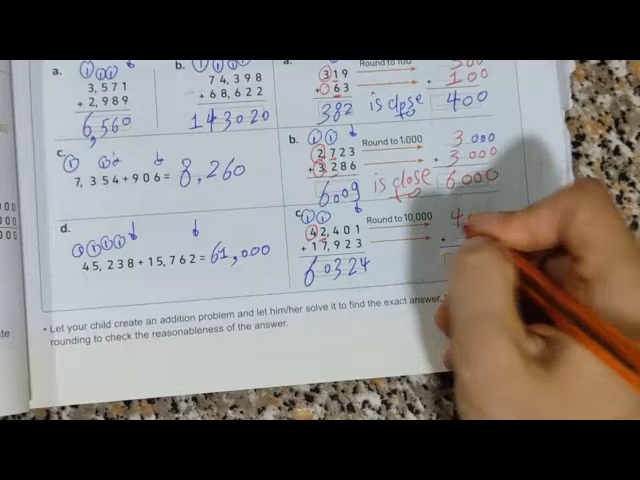 a.
3,571
+ 2,989
6,560
b.
74,398
+ 68,622
143020
c.
7,354+906= 8,260
d.
45,238+15,762= 61,000
a.
319
+ 63
382 is close
Round to 100
300
+ 100
400
b.
2,723
+ 3,286
6009 is close
Round to 1,000
3.000
+ 3.000
6000
c.
42,401
+ 17,923
60324
Round to 10,000
4
+
• Let your child create an addition problem and let him/her solve it to find the exact answer,
rounding to check the reasonableness of the answer.